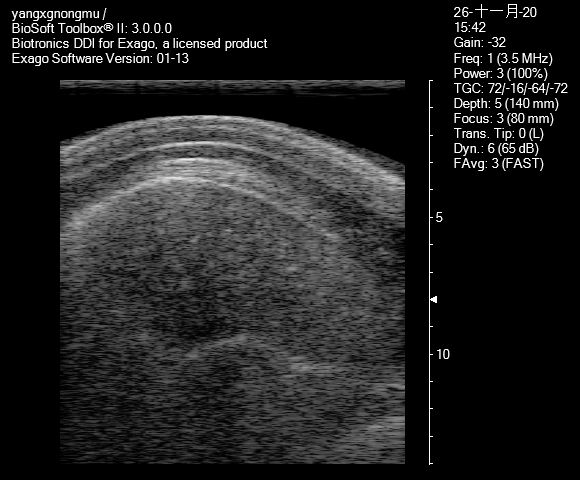 yangxgnongmu /
BioSoft Toolbox® II: 3.0.0.0
Biotronics DDI for Exago, a licensed product
Exago Software Version: 01-13
26-十一月-20
15:42
Gain: -32
Freq: 1 (3.5 MHz)
Power: 3 (100%)
TGC: 72/-16/-64/-72
Depth: 5 (140 mm)
Focus: 3 (80 mm)
Trans. Tip: 0 (L)
Dyn.: 6 (65 dB)
FAvg: 3 (FAST)
5
10